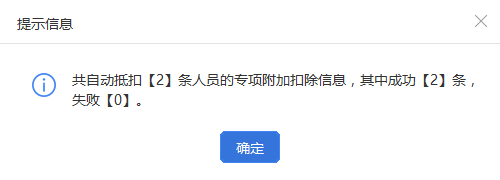 提示信息
共自动抵扣【2】条人员的专项附加扣除信息，其中成功【2】条，
失败【0】。
确定